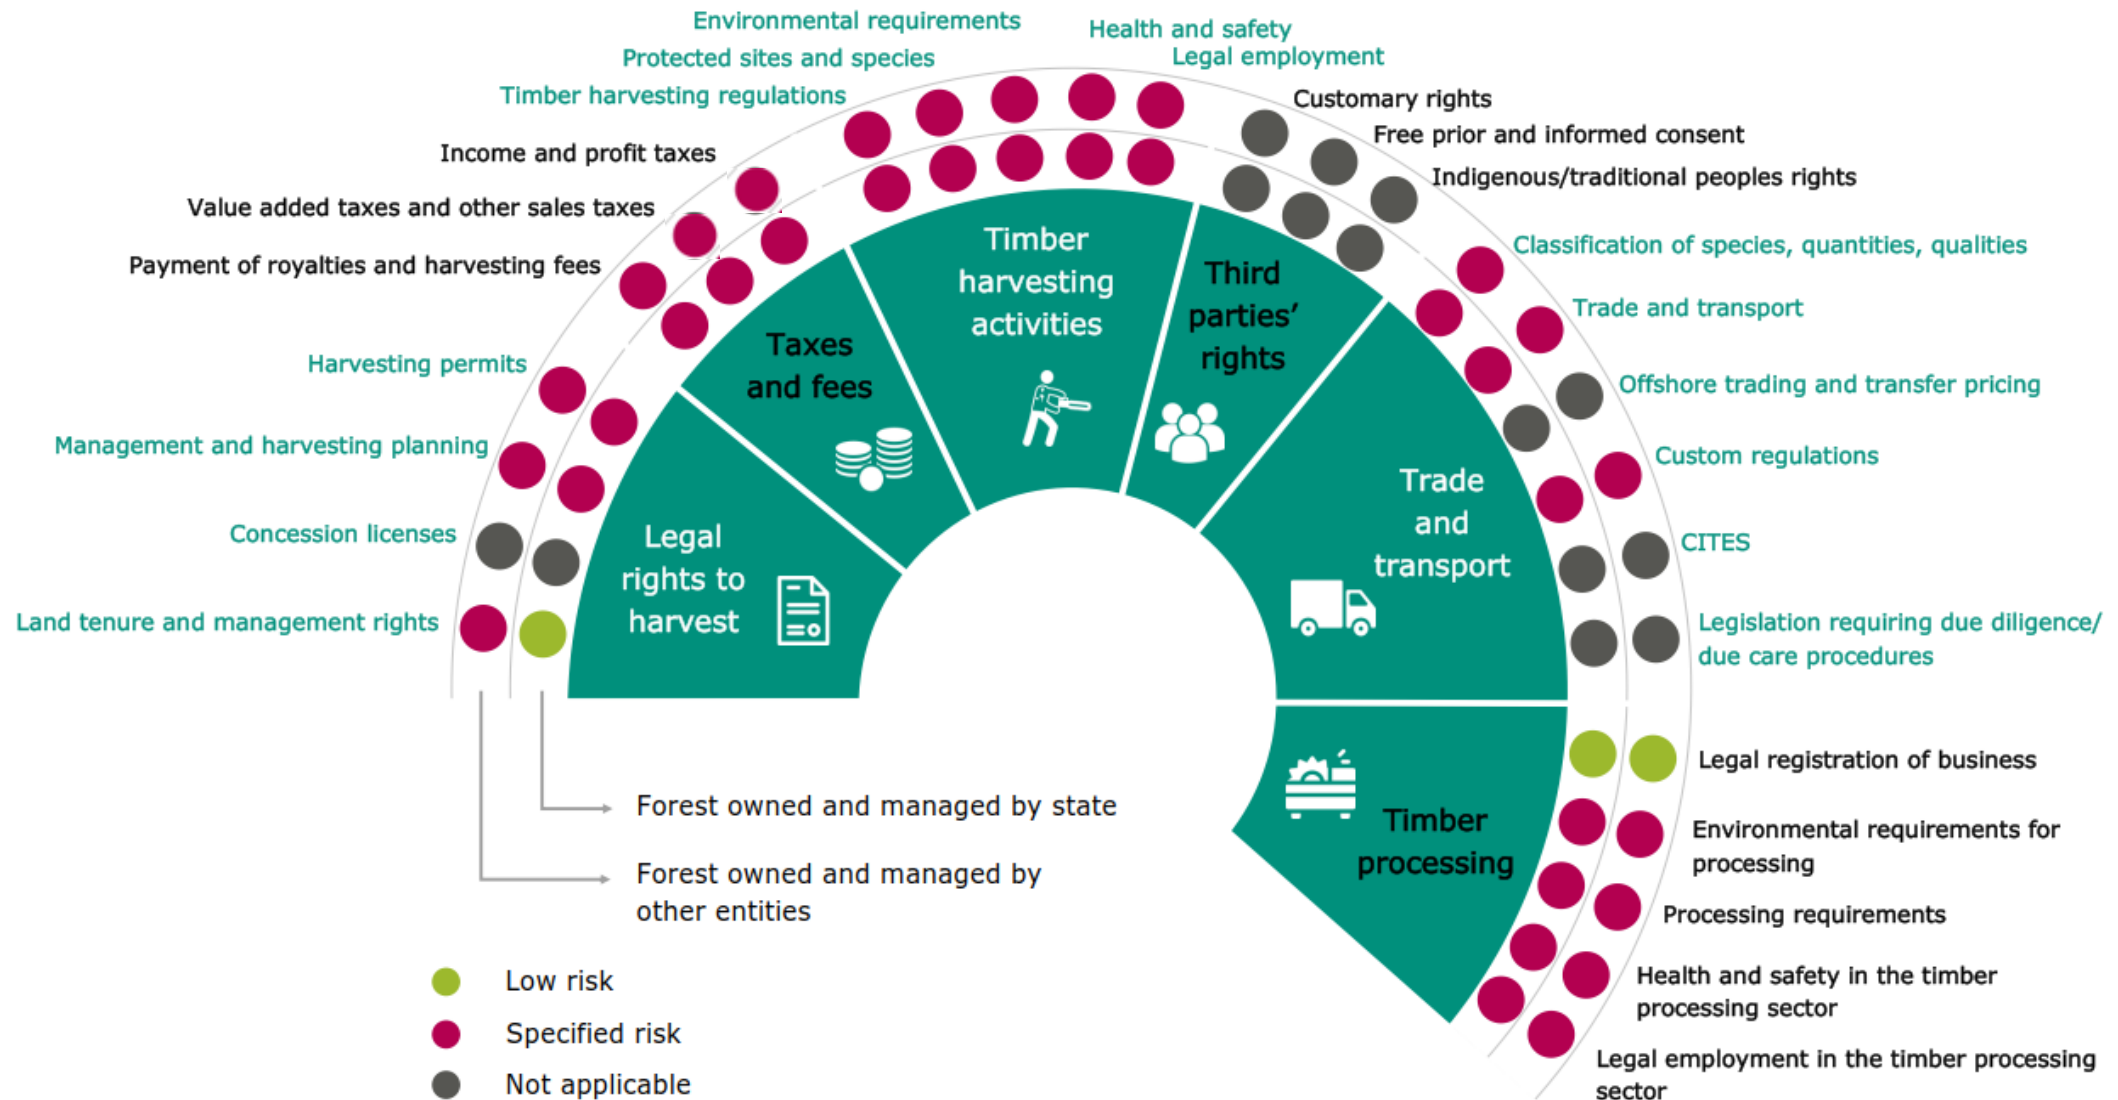 Environmental requirements
Health and safety
Protected sites and species
Legal employment
Timber harvesting regulations
Customary rights
Income and profit taxes
Free prior and informed consent
Value added taxes and other sales taxes
Indigenous/traditional peoples rights
Payment of royalties and harvesting fees
Classification of species, quantities, qualities
Harvesting permits
Trade and transport
Management and harvesting planning
Offshore trading and transfer pricing
Concession licenses
Custom regulations
Land tenure and management rights
CITES
Legislation requiring due diligence/
due care procedures
Legal
rights to
harvest
Taxes
and fees
Timber
harvesting
activities
Third
parties’
rights
Trade
and
transport
Timber
processing
Legal registration of business
Environmental requirements for
processing
Processing requirements
Health and safety in the timber
processing sector
Legal employment in the timber processing
sector
Forest owned and managed by state
Forest owned and managed by
other entities
Low risk
Specified risk
Not applicable